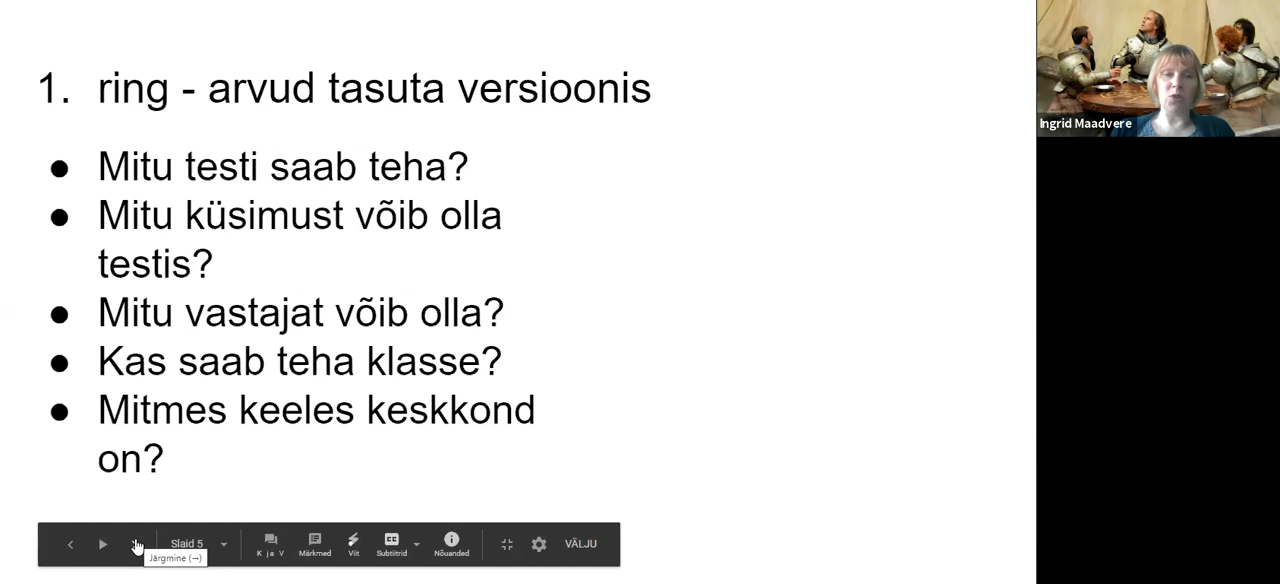 1. ring - arvud tasuta versioonis
● Mitu testi saab teha?
● Mitu küsimust võib olla
testis?
● Mitu vastajat võib olla?
● Kas saab teha klasse?
● Mitmes keeles keskkond
on?
Ingrid Maadvere
Slaid 5
K ja V
Märkmed
Viit
Subtiitrid
Nõuanded
VÄLJU
Järgmine (→)